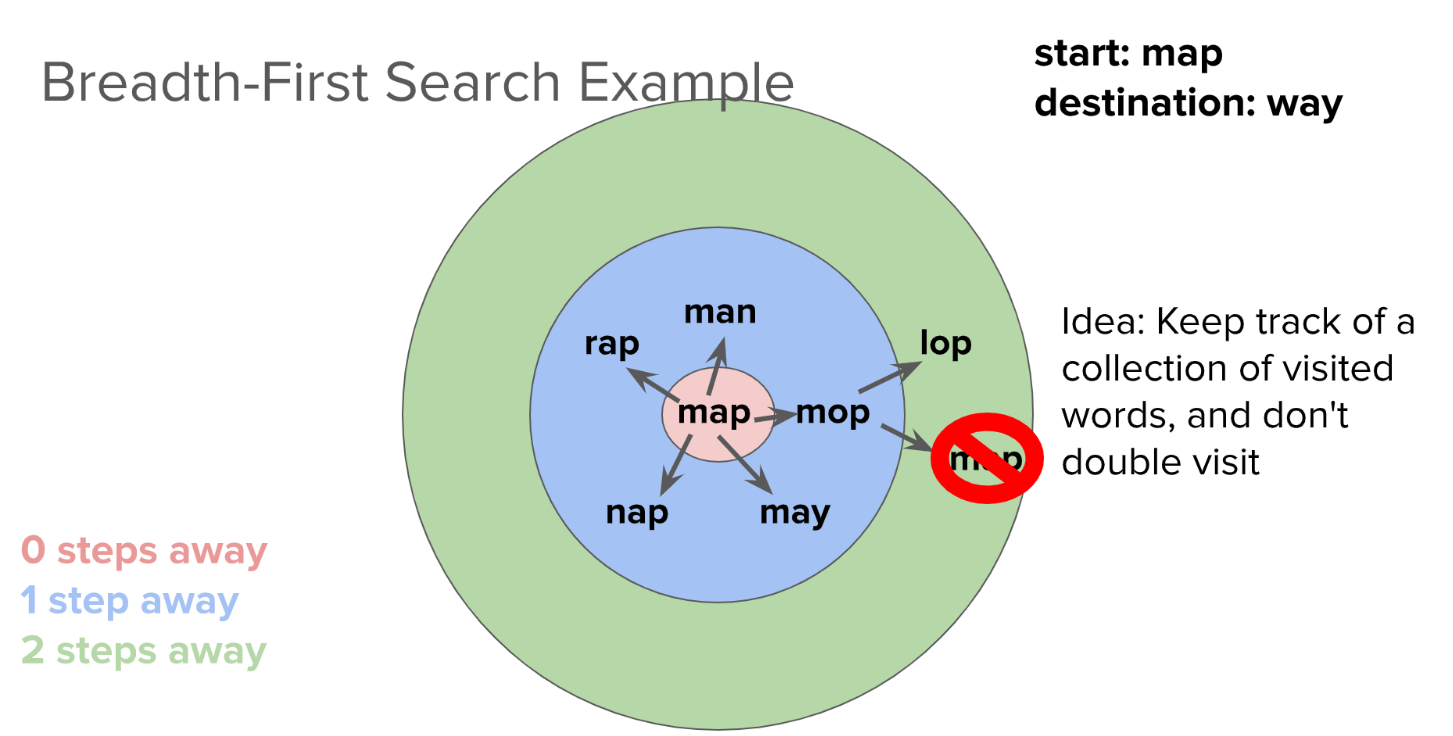 Breadth-First Search Example
start: map
destination: way
man
rap
lop
map
mop
map
nap
may
Idea: Keep track of a
collection of visited
words, and don't
double visit
0 steps away
1 step away
2 steps away